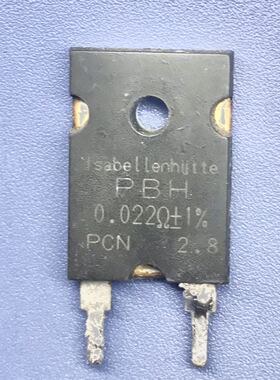 Isabellenhütte
PBH
0.022Ω±1%
PCN 2.8